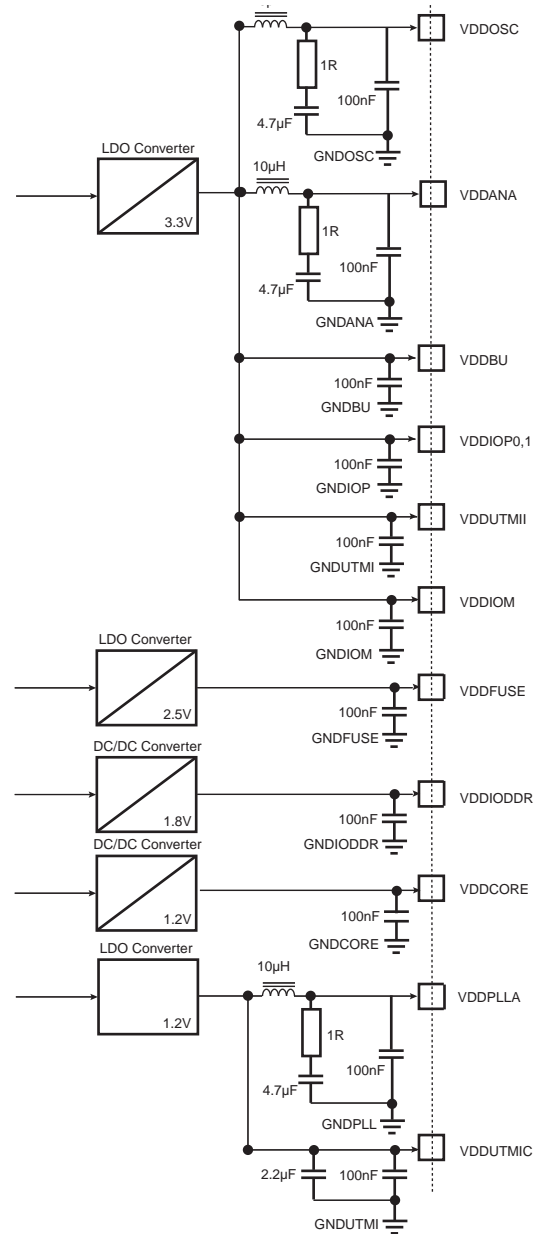 VDDOSC
1R
100nF
4.7µF
GNDOSC
LDO Converter
3.3V
10µH
VDDANA
1R
100nF
4.7µF
GNDANA
VDDBU
100nF
GNDBU
VDDIOP0,1
100nF
GNDIOP
VDDUTMII
100nF
GNDUTMI
VDDIOM
100nF
GNDIOM
LDO Converter
2.5V
VDDFUSE
100nF
GNDFUSE
DC/DC Converter
1.8V
VDDIODDR
100nF
GNDIODDR
DC/DC Converter
1.2V
VDDCORE
100nF
GNDCORE
LDO Converter
1.2V
10µH
VDDPLLA
1R
100nF
4.7µF
GNDPLL
VDDUTMIC
2.2µF
100nF
GNDUTMI